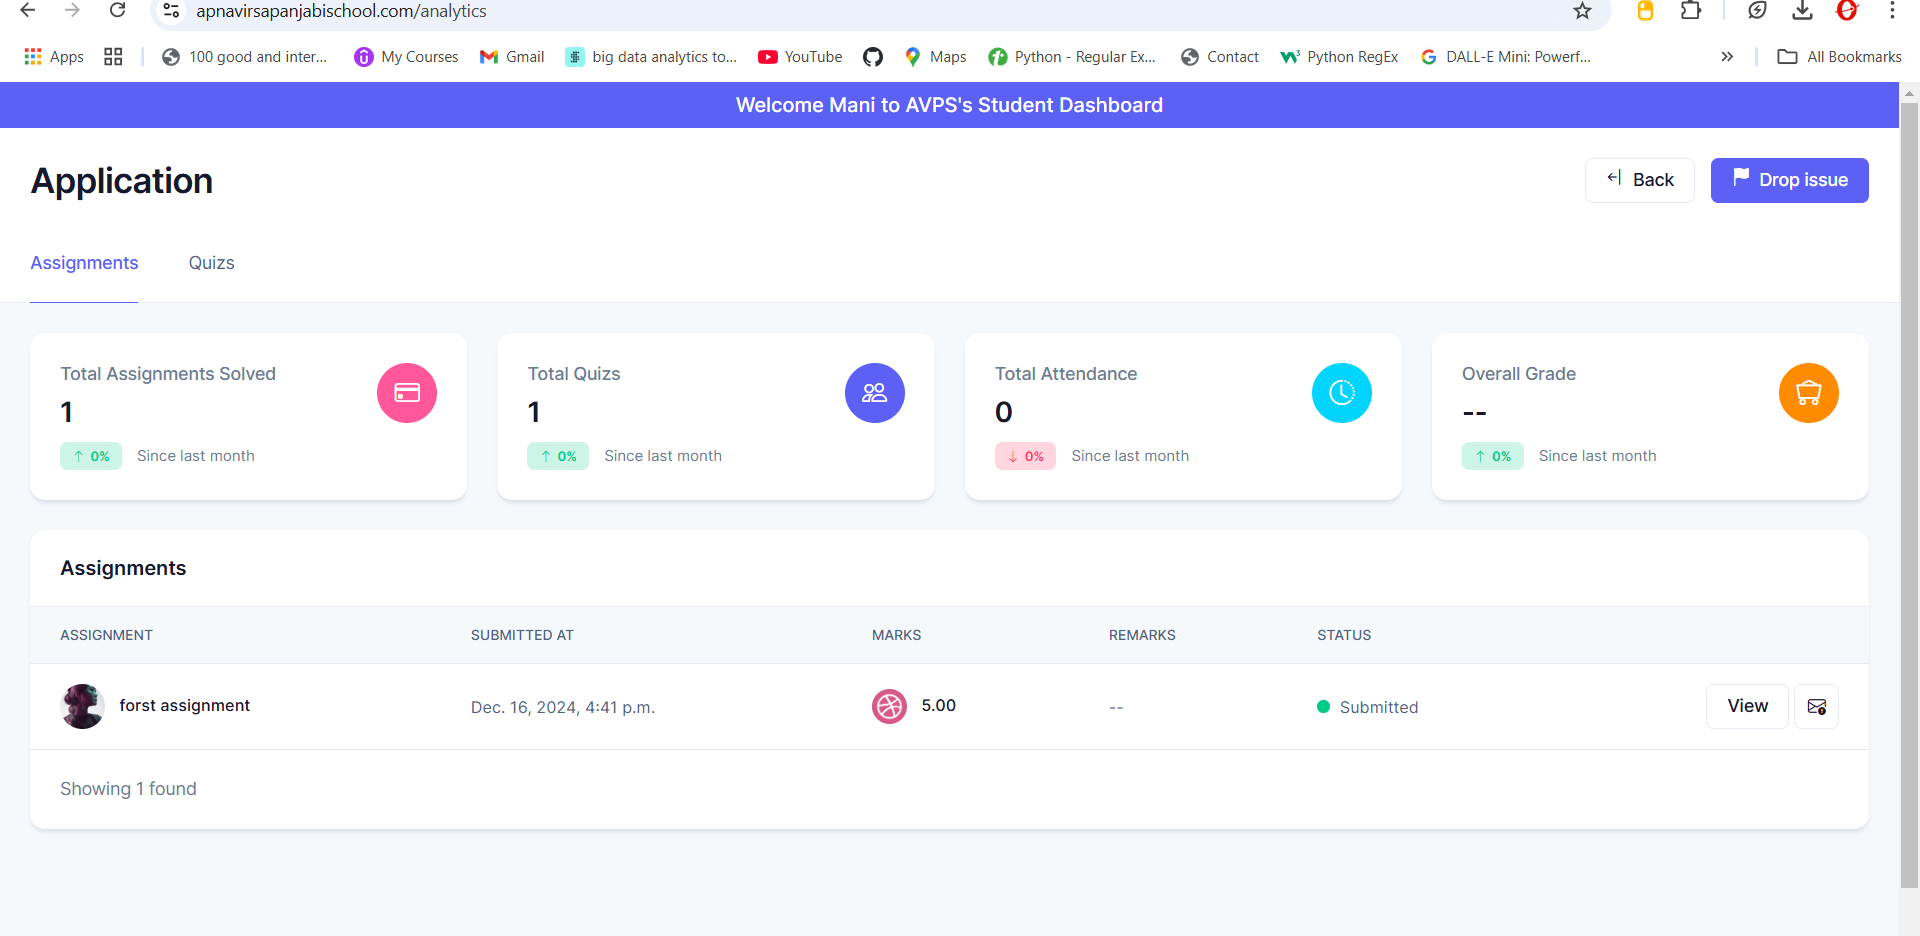 apnavirsapanjabischool.com/analytics
Apps 100 good and inter... My Courses Gmail big data analytics to... YouTube Maps Python - Regular Ex... Contact Python RegEx DALL-E Mini: Powerf... All Bookmarks
Welcome Mani to AVPS's Student Dashboard
Application
Back
Drop issue
Assignments Quizs
Total Assignments Solved
1
↑ 0% Since last month
Total Quizs
1
↑ 0% Since last month
Total Attendance
0
↓ 0% Since last month
Overall Grade
--
↑ 0% Since last month
Assignments
ASSIGNMENT SUBMITTED AT MARKS REMARKS STATUS
forst assignment Dec. 16, 2024, 4:41 p.m. 5.00 -- Submitted View
Showing 1 found